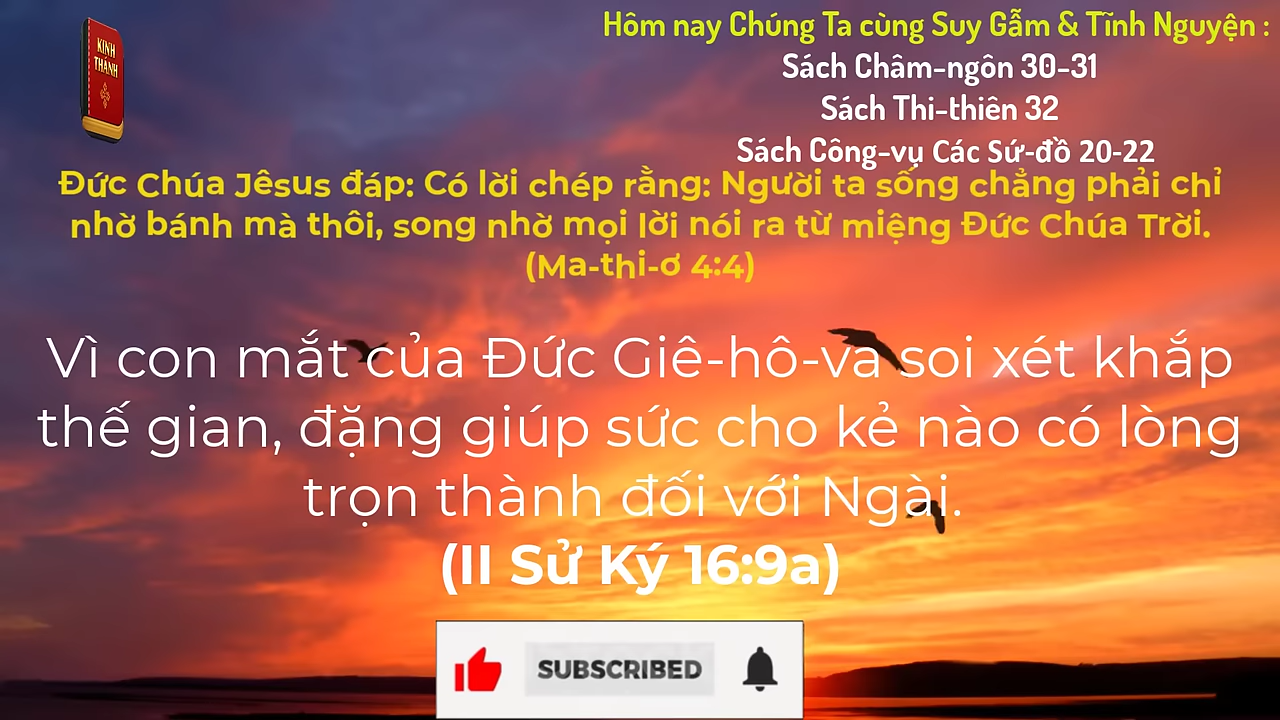 KINH
THÁNH
Hôm nay Chúng Ta cùng Suy Gẫm & Tĩnh Nguyện :
Sách Châm-ngôn 30-31
Sách Thi-thiên 32
Sách Công-vụ Các Sứ-đồ 20-22
Đức Chúa Jêsus đáp: Có lời chép rằng: Người ta sống chẳng phải chỉ
nhờ bánh mà thôi, song nhờ mọi lời nói ra từ miệng Đức Chúa Trời.
(Ma-thi-ơ 4:4)
Vì con mắt của Đức Giê-hô-va soi xét khắp
thế gian, đặng giúp sức cho kẻ nào có lòng
trọn thành đối với Ngài.
(II Sử Ký 16:9a)
SUBSCRIBED